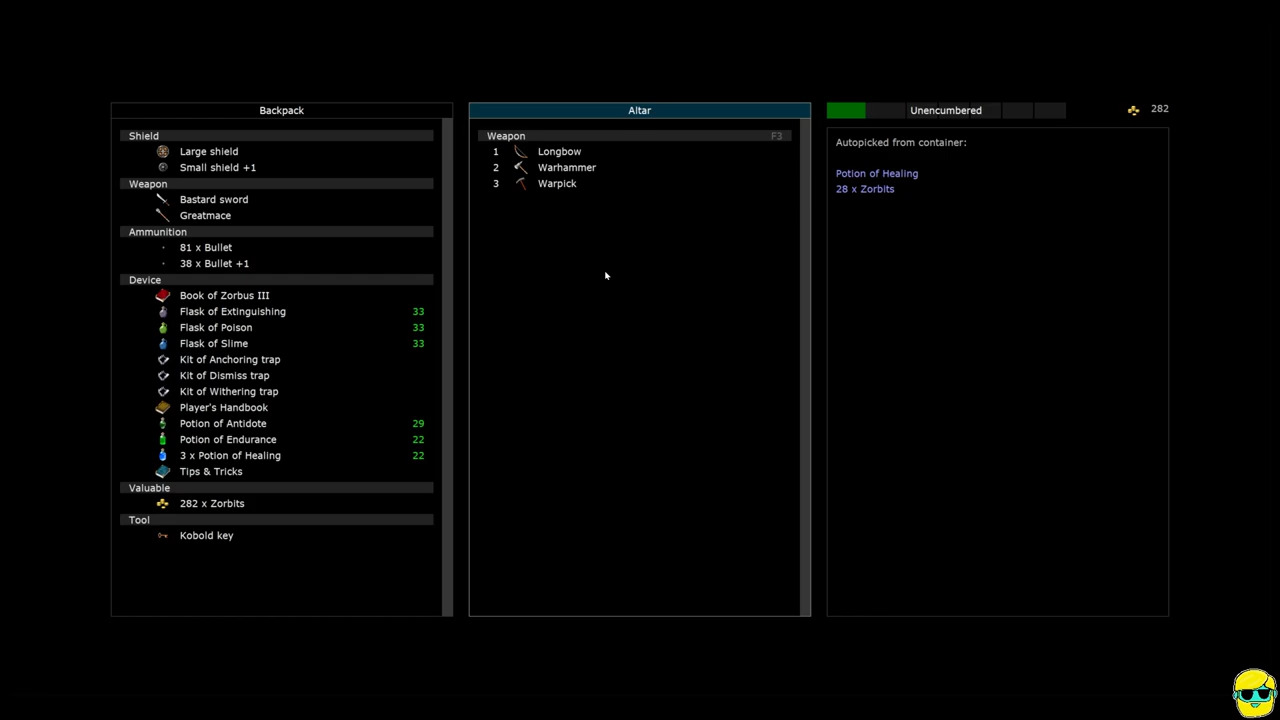 Backpack
Shield
Large shield
Small shield +1
Weapon
Bastard sword
Greatmace
Ammunition
81 x Bullet
38 x Bullet +1
Device
Book of Zorbus III
Flask of Extinguishing 33
Flask of Poison 33
Flask of Slime 33
Kit of Anchoring trap
Kit of Dismiss trap
Kit of Withering trap
Player's Handbook
Potion of Antidote 29
Potion of Endurance 22
3 x Potion of Healing 22
Tips & Tricks
Valuable
282 x Zorbits
Tool
Kobold key
Altar
Weapon F3
1 Longbow
2 Warhammer
3 Warpick
Unencumbered 282
Autopicked from container:
Potion of Healing
28 x Zorbits